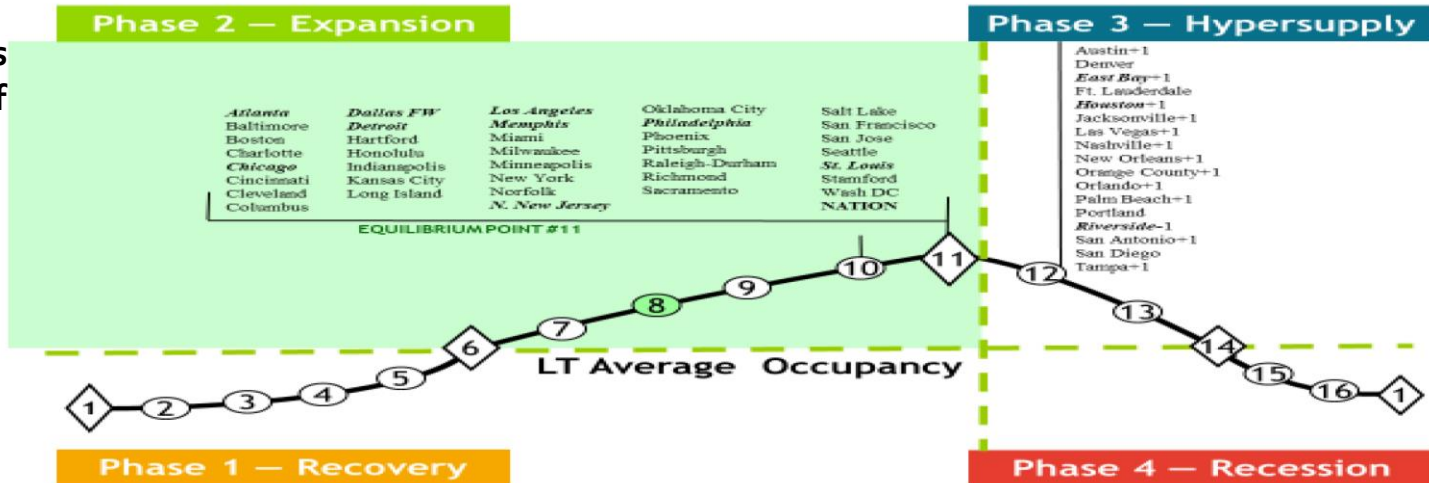 Phase 2 — Expansion
Phase 3 — Hypersupply
s
f
Atlanta
Baltimore
Boston
Charlotte
Chicago
Cincinnati
Cleveland
Columbus
Dallas FW
Detroit
Hartford
Honolulu
Indianapolis
Kansas City
Long Island
Los Angeles
Memphis
Miami
Milwaukee
Minneapolis
New York
Norfolk
N. New Jersey
Oklahoma City
Philadelphia
Phoenix
Pittsburgh
Raleigh-Durham
Richmond
Sacramento
Salt Lake
San Francisco
San Jose
Seattle
St. Louis
Stamford
Wash DC
NATION
Austin+1
Denver
East Bay+1
Ft. Lauderdale
Houston+1
Jacksonville+1
Las Vegas+1
Nashville+1
New Orleans+1
Orange County+1
Orlando+1
Palm Beach+1
Portland
Riverside-1
San Antonio+1
San Diego
Tampa+1
EQUILIBRIUM POINT #11
1
2
3
4
5
6
7
8
9
10
11
12
13
14
15
16
1
LT Average Occupancy
Phase 1 — Recovery
Phase 4 — Recession